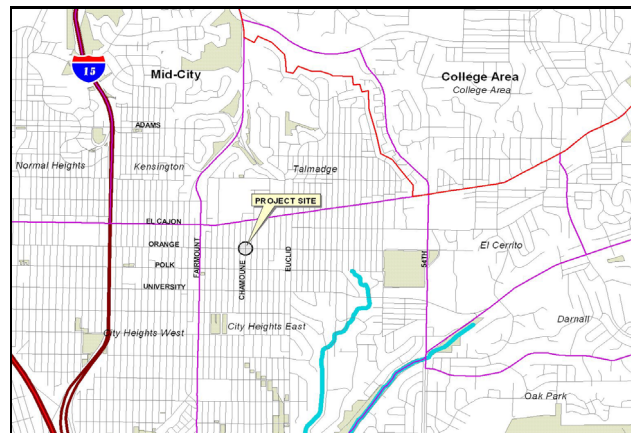 15
Mid-City
College Area
College Area
ADAMS
Normal Heights
Kensington
Talmadge
PROJECT SITE
EL CAJON
ORANGE
POLK
UNIVERSITY
FAIRMOUNT
CHAMOUNE
EUCLID
54TH
El Cerrito
City Heights West
City Heights East
Darnall
Oak Park